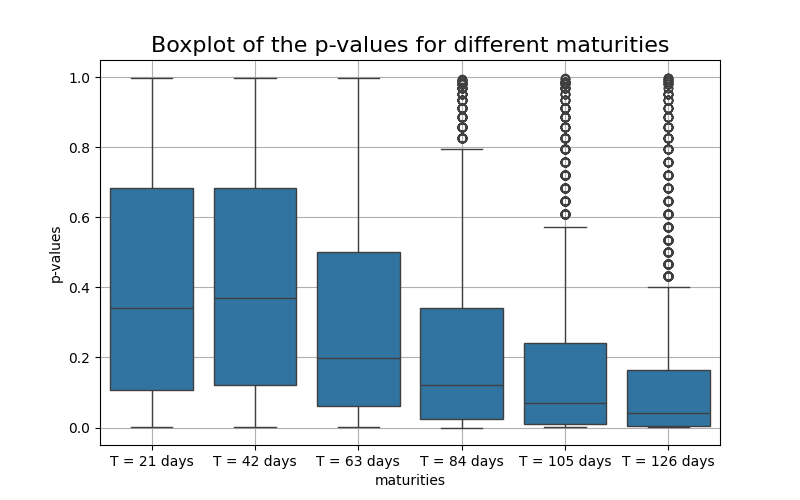 Boxplot of the p-values for different maturities
1.0
0.8
0.6
0.4
0.2
0.0
p-values
T = 21 days T = 42 days T = 63 days T = 84 days T = 105 days T = 126 days
maturities